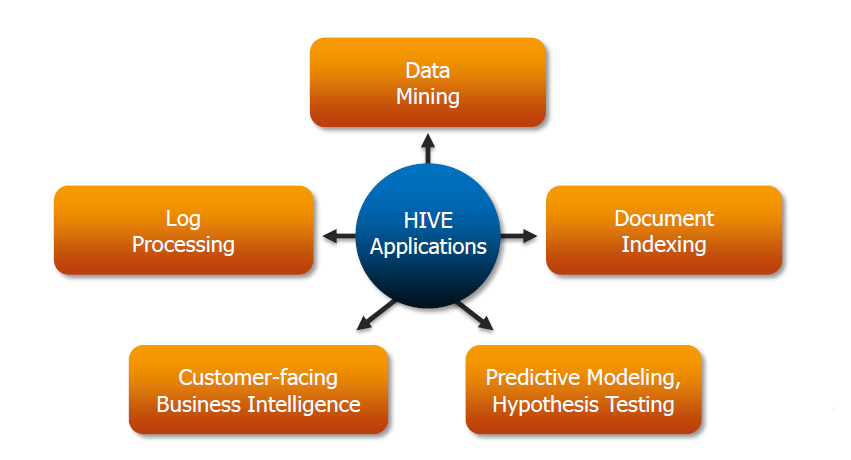 Data
Mining
Log
Processing
HIVE
Applications
Document
Indexing
Customer-facing
Business Intelligence
Predictive Modeling,
Hypothesis Testing